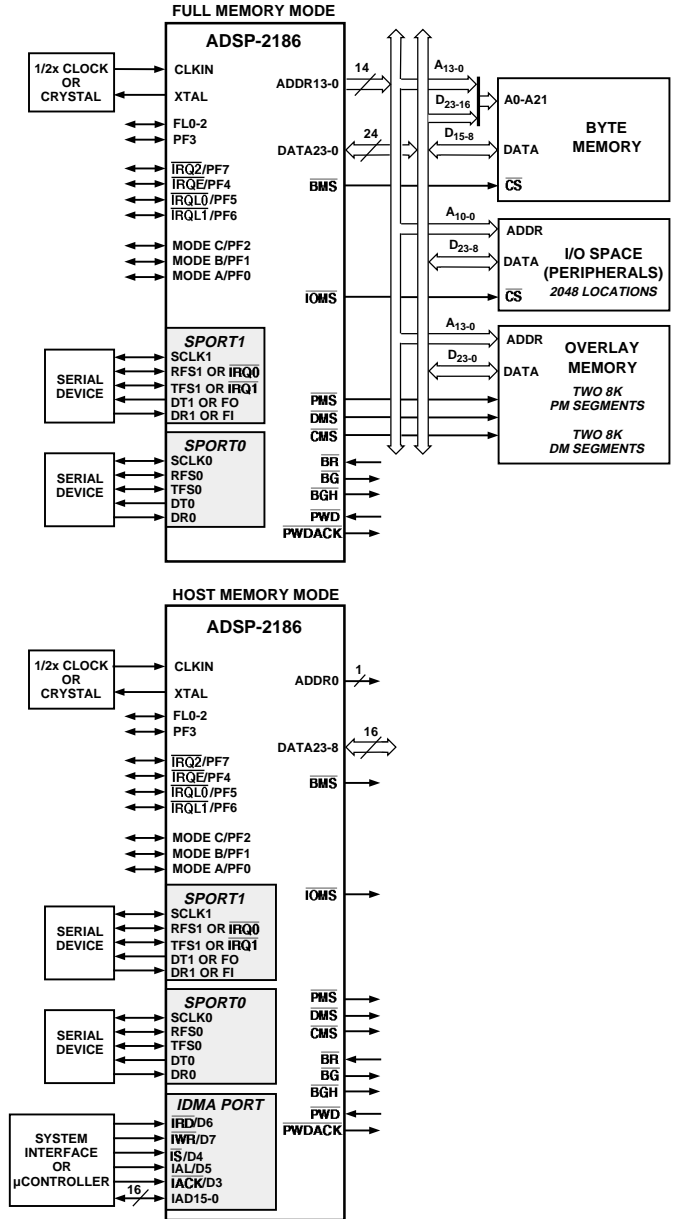 FULL MEMORY MODE
ADSP-2186
1/2x CLOCK
OR
CRYSTAL
CLKIN
XTAL
FL0-2
PF3
IRQ2/PF7
IRQE/PF4
IRQL0/PF5
IRQL1/PF6
MODE C/PF2
MODE B/PF1
MODE A/PF0
SPORT1
SCLK1
RFS1 OR IRQ0
TFS1 OR IRQ1
DT1 OR FO
DR1 OR FI
SERIAL
DEVICE
SPORT0
SCLK0
RFS0
TFS0
DT0
DR0
SERIAL
DEVICE
ADDR13-0
14
DATA23-0
24
BMS
IOMS
PMS
DMS
CMS
BR
BG
BGH
PWD
PWDACK
A13-0
D23-16
D15-8
A0-A21
DATA
CS
BYTE
MEMORY
A10-0
D23-8
ADDR
DATA
CS
I/O SPACE
(PERIPHERALS)
2048 LOCATIONS
A13-0
D23-0
ADDR
DATA
OVERLAY
MEMORY
TWO 8K
PM SEGMENTS
TWO 8K
DM SEGMENTS
HOST MEMORY MODE
ADSP-2186
1/2x CLOCK
OR
CRYSTAL
CLKIN
XTAL
FL0-2
PF3
IRQ2/PF7
IRQE/PF4
IRQL0/PF5
IRQL1/PF6
MODE C/PF2
MODE B/PF1
MODE A/PF0
SPORT1
SCLK1
RFS1 OR IRQ0
TFS1 OR IRQ1
DT1 OR FO
DR1 OR FI
SERIAL
DEVICE
SPORT0
SCLK0
RFS0
TFS0
DT0
DR0
SERIAL
DEVICE
IDMA PORT
IRD/D6
IWR/D7
IS/D4
IAL/D5
IACK/D3
IAD15-0
16
SYSTEM
INTERFACE
OR
µCONTROLLER
ADDR0
1
DATA23-8
16
BMS
IOMS
PMS
DMS
CMS
BR
BG
BGH
PWD
PWDACK